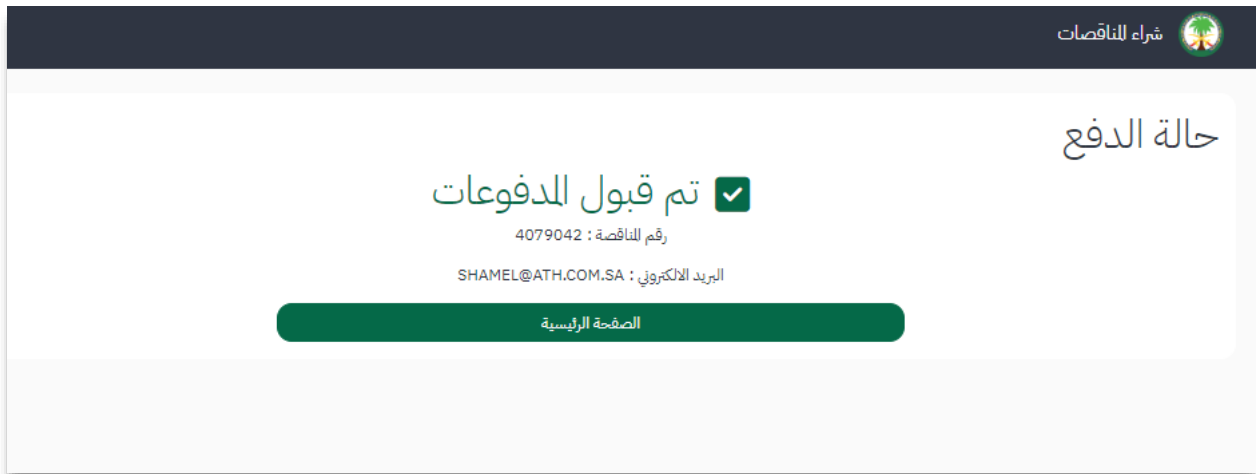 شراء المناقصات
حالة الدفع
تم قبول المدفوعات
رقم المناقصة : 4079042
البريد الالكتروني : SHAMEL@ATH.COM.SA
الصفحة الرئيسية